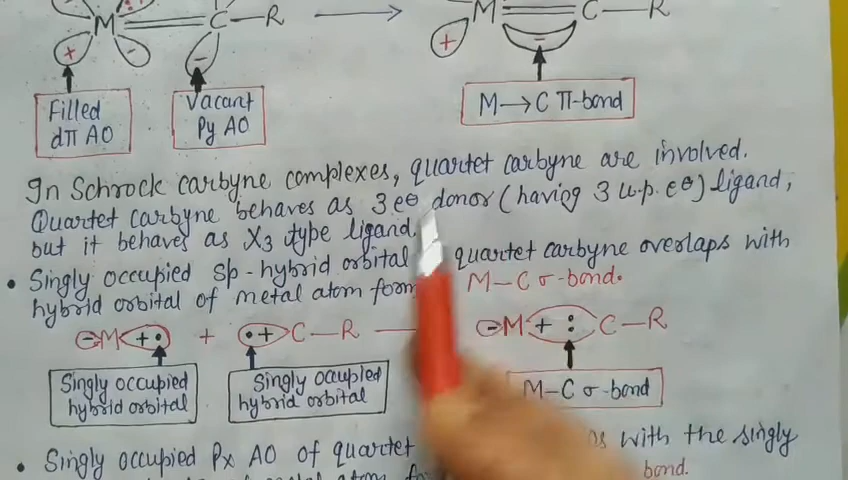 M = C - R → M ≡ C - R
+ - - + -
Filled
dπ AO
Vacant
Py AO
M → C π-bond
In Schrock carbyne complexes, quartet carbyne are involved.
Quartet carbyne behaves as 3e⊖ donor (having 3 u.p. e⊖) ligand,
but it behaves as X3 type ligand.
• Singly occupied sp-hybrid orbital quartet carbyne overlaps with
hybrid orbital of metal atom form M-C σ-bond.
⊖M + : + + C - R ⊖M + : C - R
Singly occupied
hybrid orbital
Singly occupied
hybrid orbital
M-C σ-bond
• Singly occupied Px AO of quartet with the singly
bond.